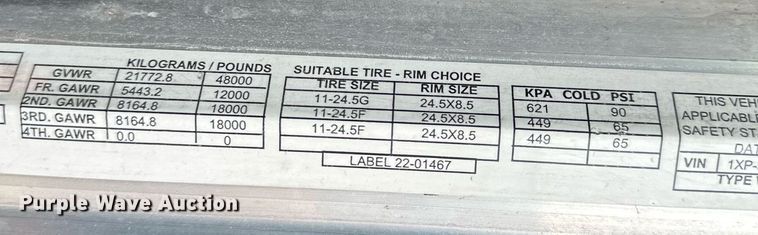 KILOGRAMS / POUNDS
GVWR 21772.8 48000
FR. GAWR 5443.2 12000
2ND. GAWR 8164.8 18000
3RD. GAWR 8164.8 18000
4TH. GAWR 0.0 0
SUITABLE TIRE - RIM CHOICE
TIRE SIZE RIM SIZE
11-24.5G 24.5X8.5
11-24.5F 24.5X8.5
11-24.5F 24.5X8.5
LABEL 22-01467
KPA COLD PSI
621 90
449 65
449 65
THIS VEH
APPLICABLE
SAFETY ST
DAT
VIN 1XP-
TYPE
Purple Wave Auction